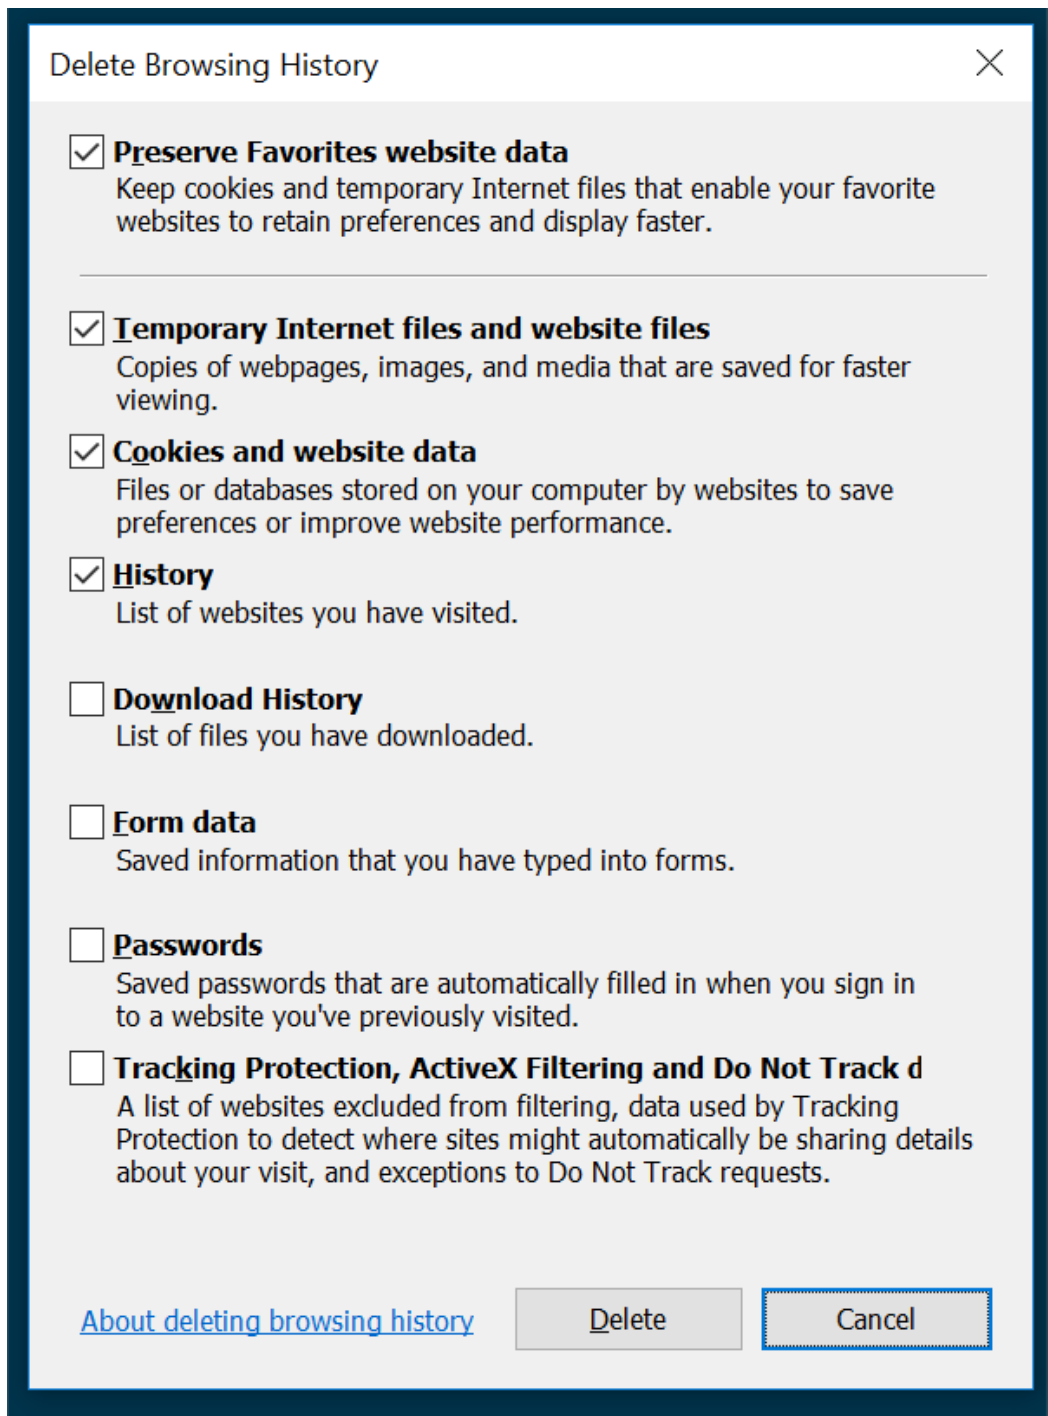 Delete Browsing History
Preserve Favorites website data
Keep cookies and temporary Internet files that enable your favorite
websites to retain preferences and display faster.
Temporary Internet files and website files
Copies of webpages, images, and media that are saved for faster
viewing.
Cookies and website data
Files or databases stored on your computer by websites to save
preferences or improve website performance.
History
List of websites you have visited.
Download History
List of files you have downloaded.
Form data
Saved information that you have typed into forms.
Passwords
Saved passwords that are automatically filled in when you sign in
to a website you've previously visited.
Tracking Protection, ActiveX Filtering and Do Not Track d
A list of websites excluded from filtering, data used by Tracking
Protection to detect where sites might automatically be sharing details
about your visit, and exceptions to Do Not Track requests.
About deleting browsing history
Delete
Cancel